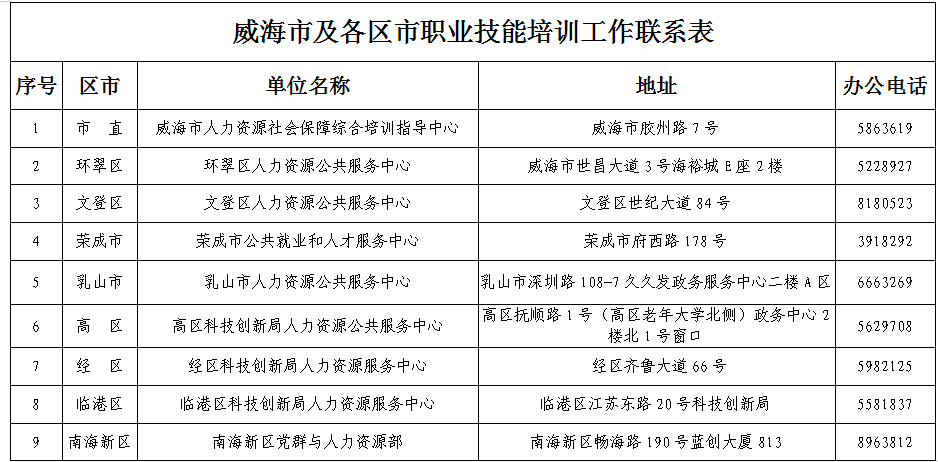 威海市及各区市职业技能培训工作联系表
序号 区市 单位名称 地址 办公电话
1 市 直 威海市人力资源社会保障综合培训指导中心 威海市胶州路7号 5863619
2 环翠区 环翠区人力资源公共服务中心 威海市世昌大道3号海裕城E座2楼 5228927
3 文登区 文登区人力资源公共服务中心 文登区世纪大道84号 8180523
4 荣成市 荣成市公共就业和人才服务中心 荣成市府西路178号 3918292
5 乳山市 乳山市人力资源公共服务中心 乳山市深圳路108-7久久发政务服务中心二楼A区 6663269
6 高 区 高区科技创新局人力资源公共服务中心 高区抚顺路1号（高区老年大学北侧）政务中心2
楼北1号窗口 5629708
7 经 区 经区科技创新局人力资源服务中心 经区齐鲁大道66号 5982125
8 临港区 临港区科技创新局人力资源服务中心 临港区江苏东路20号科技创新局 5581837
9 南海新区 南海新区党群与人力资源部 南海新区畅海路190号蓝创大厦813 8963812